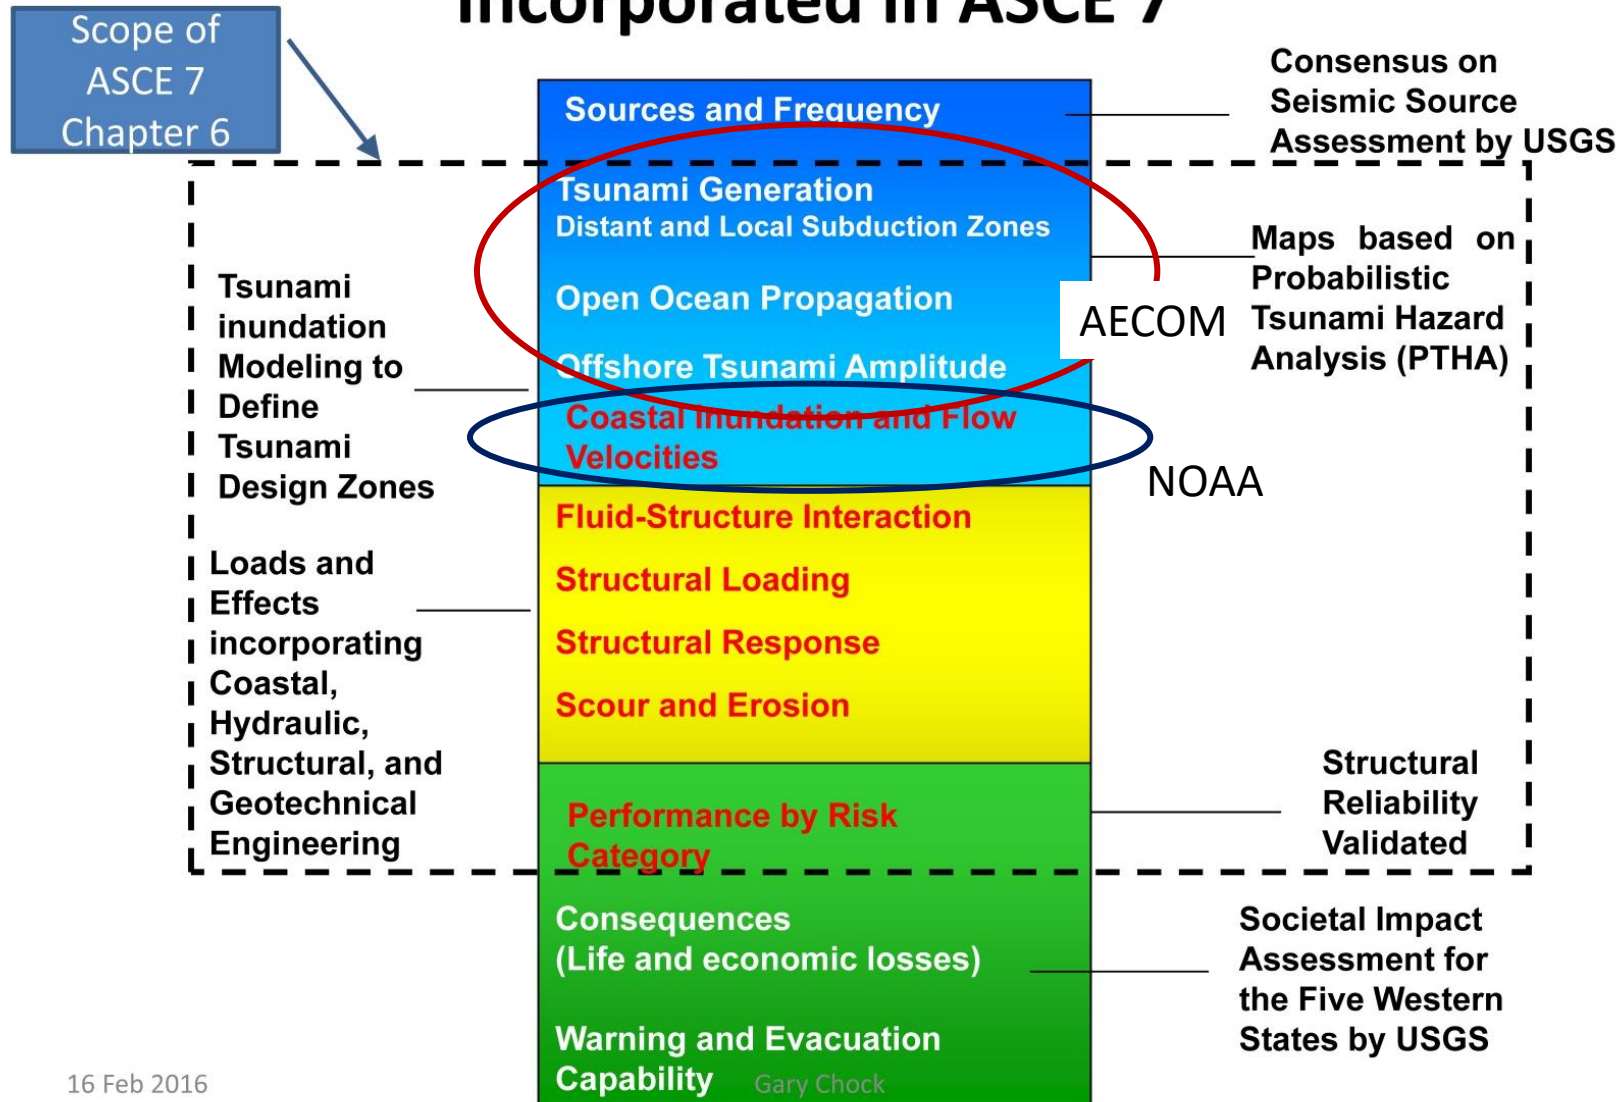 Incorporated in ASCE 7
Scope of
ASCE 7
Chapter 6
Sources and Frequency
Consensus on
Seismic Source
Assessment by USGS
Tsunami Generation
Distant and Local Subduction Zones
Open Ocean Propagation
Offshore Tsunami Amplitude
AECOM
Maps based on
Probabilistic
Tsunami Hazard
Analysis (PTHA)
Tsunami
inundation
Modeling to
Define
Tsunami
Design Zones
Coastal Inundation and Flow
Velocities
NOAA
Fluid-Structure Interaction
Structural Loading
Structural Response
Scour and Erosion
Loads and
Effects
incorporating
Coastal,
Hydraulic,
Structural, and
Geotechnical
Engineering
Performance by Risk
Category
Structural
Reliability
Validated
Consequences
(Life and economic losses)
Warning and Evacuation
Capability
Societal Impact
Assessment for
the Five Western
States by USGS
16 Feb 2016
Gary Chock